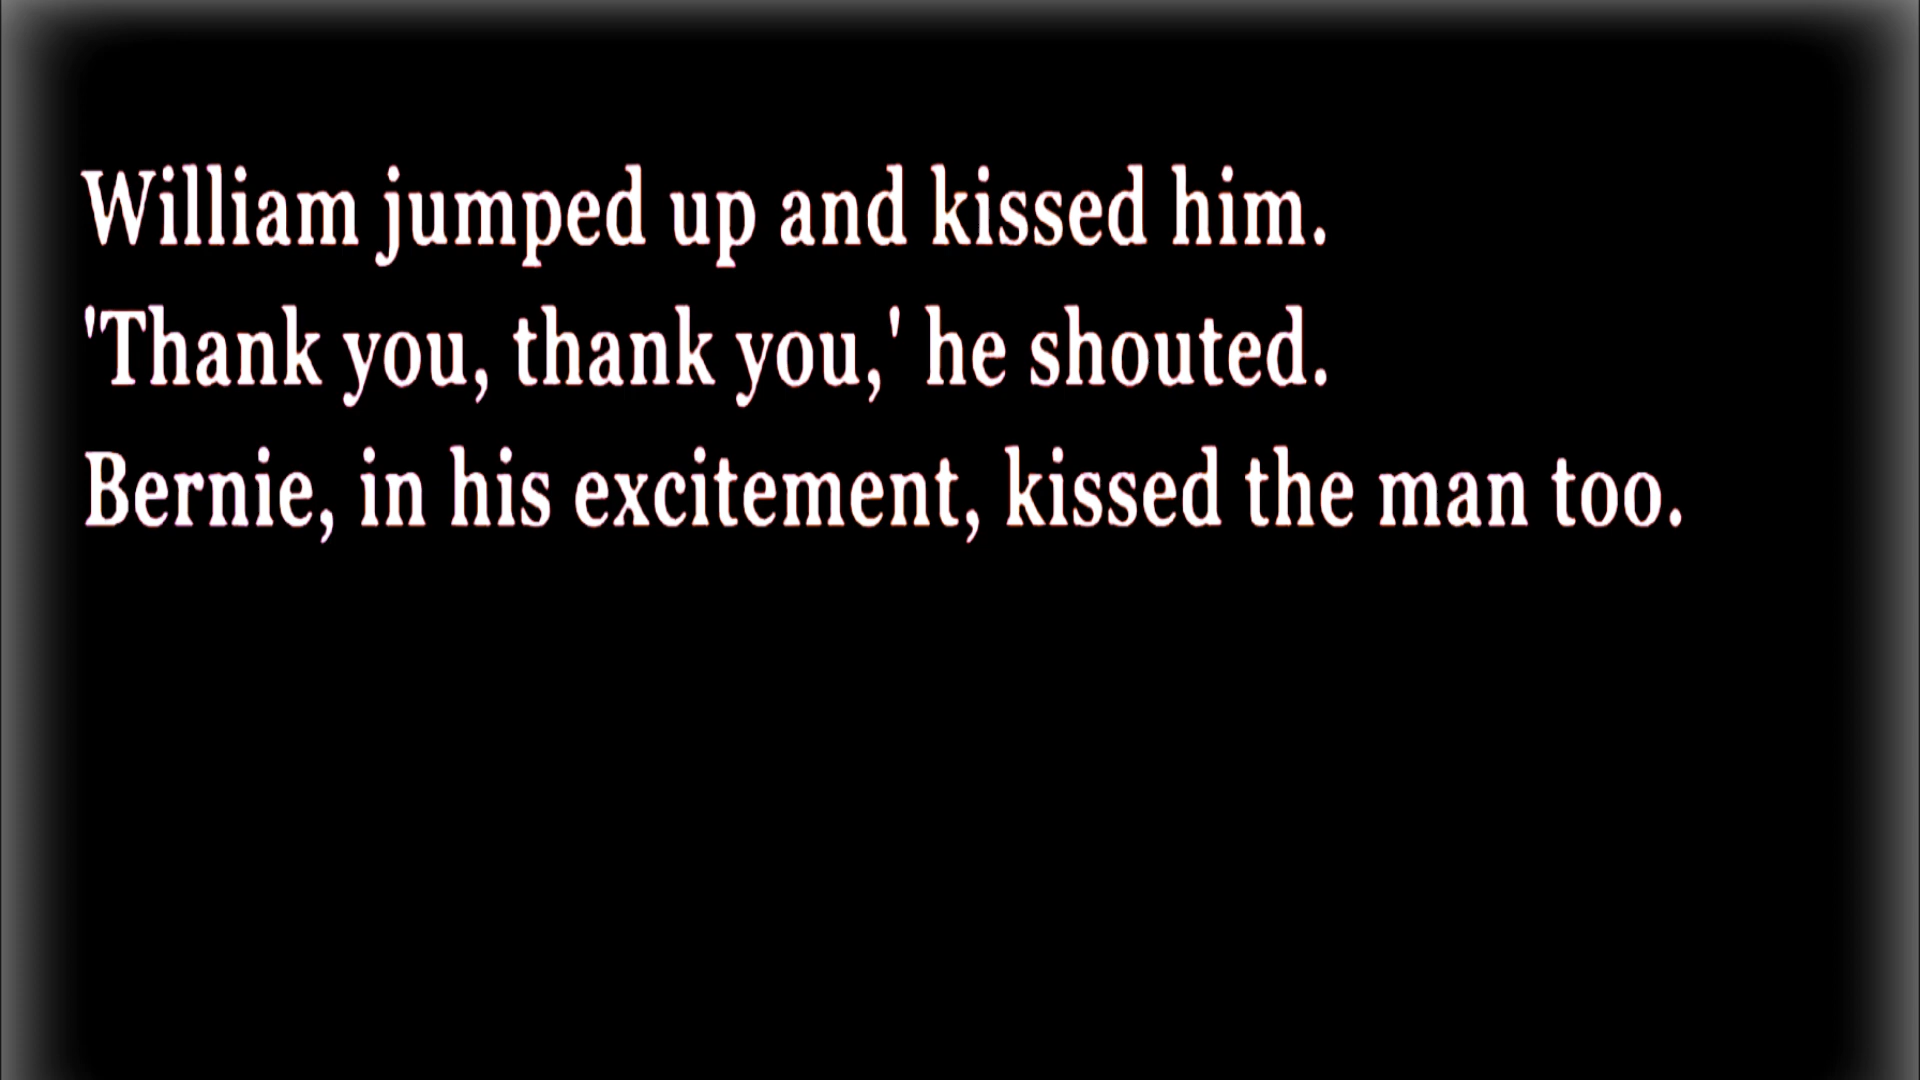 William jumped up and kissed him.
'Thank you, thank you,' he shouted.
Bernie, in his excitement, kissed the man too.